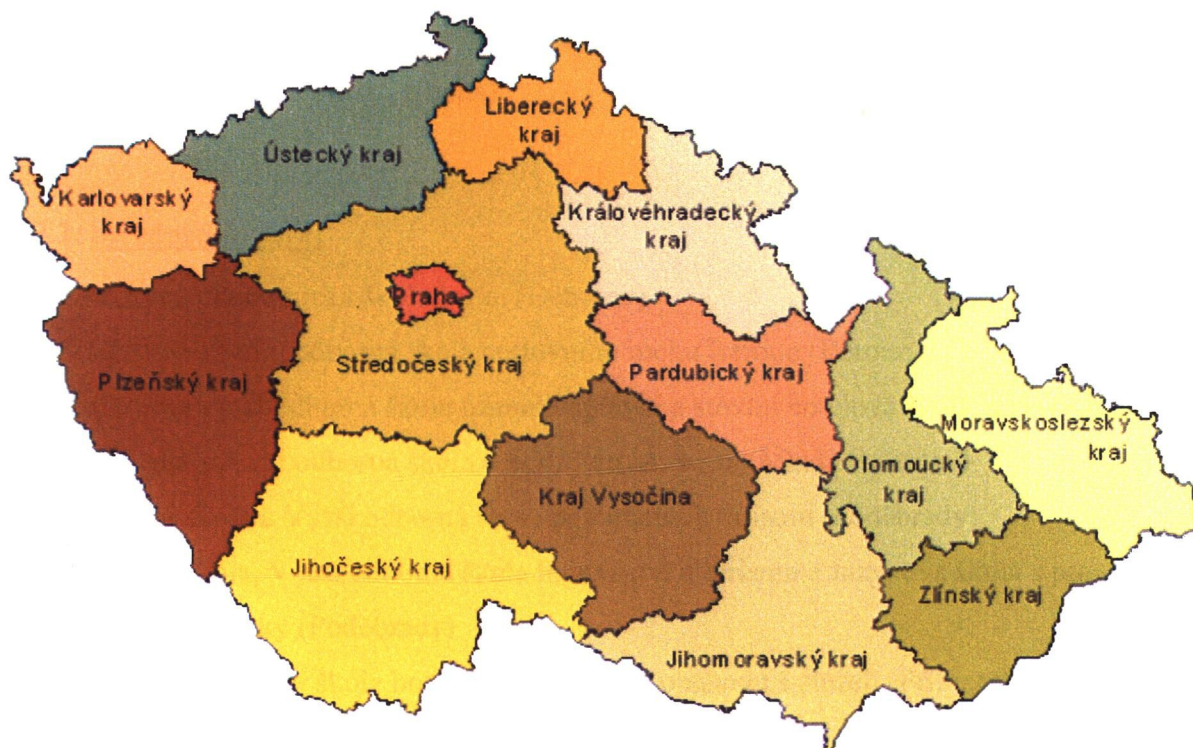 Liberecký
kraj
Ústecký kraj
Karlovarský
kraj
Královéhradecký
kraj
Praha
Středočeský kraj
Plzeňský kraj
Pardubický kraj
Moravskoslezský
kraj
Olomoucký
kraj
Kraj Vysočina
Jihočeský kraj
Zlínský kraj
Jihomoravský kraj